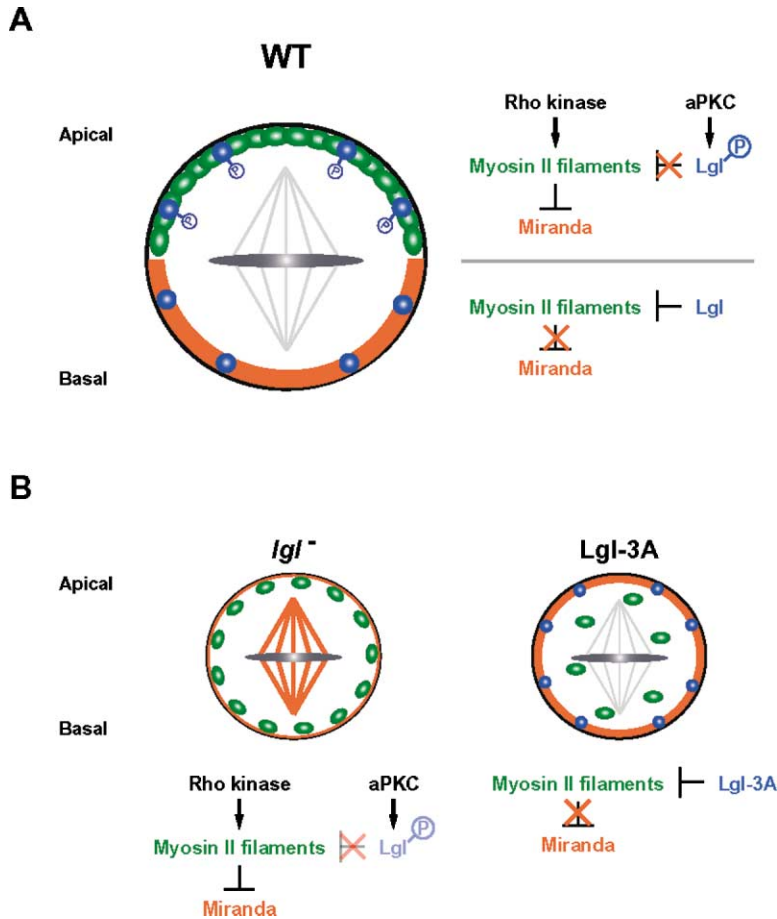 A
WT
Apical
Basal
P
P
P
P
Rho kinase
aPKC
Myosin II filaments
Lgl
P
Miranda
Myosin II filaments
Lgl
Miranda
B
lgl -
Lgl-3A
Apical
Basal
Rho kinase
aPKC
Myosin II filaments
Lgl
P
Miranda
Myosin II filaments
Lgl-3A
Miranda